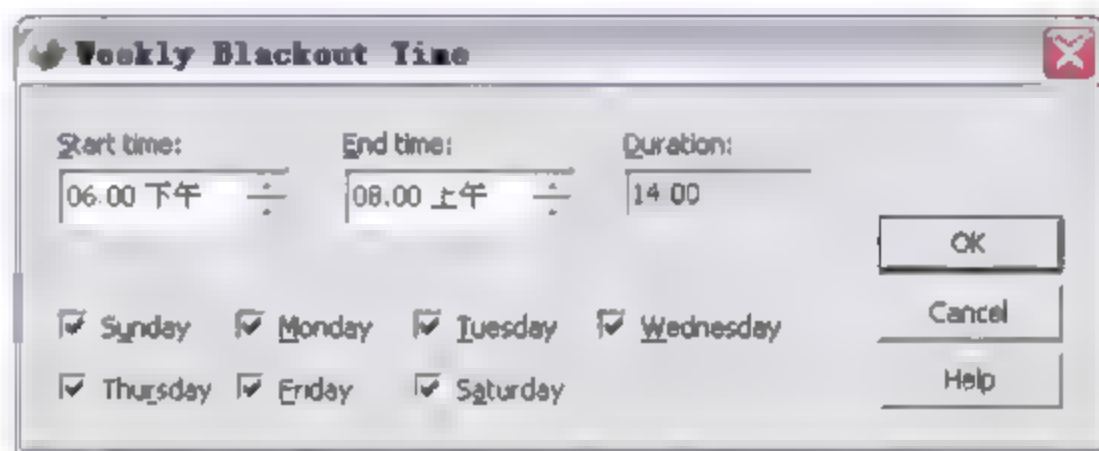 Weekly Blackout Time
Start time: End time: Duration:
06:00 下午 08:00 上午 14:00
OK
Sunday Monday Tuesday Wednesday
Cancel
Thursday Friday Saturday
Help